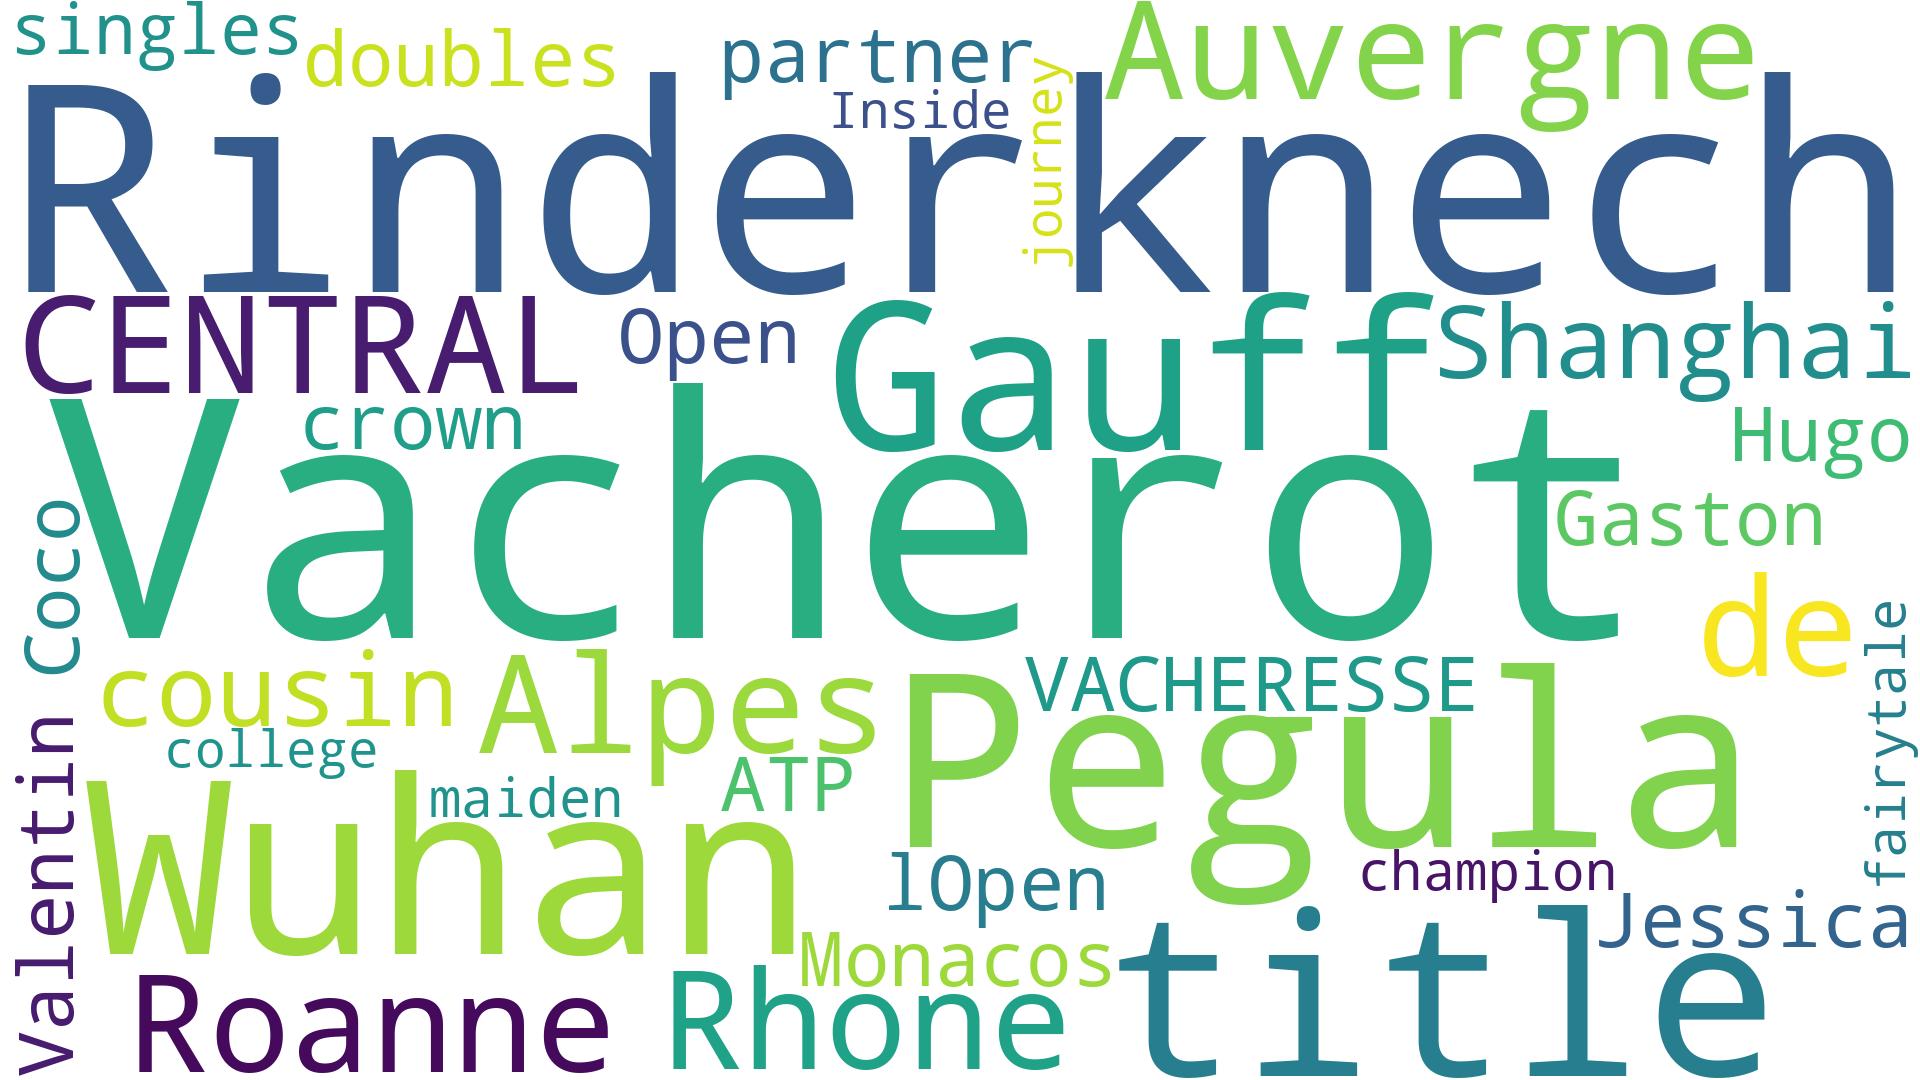 singles
doubles
partner
Auvergne
Inside
journey
Rinderknech
CENTRAL
Open
Gauff
Shanghai
crown
Hugo
Vacherot
Gaston
Coco
de
cousin
Alpes
VACHERESSE
Pegula
fairytale
college
Valentin
maiden
ATP
Wuhan
lOpen
champion
Jessica
Monacos
title
Roanne
Rhone